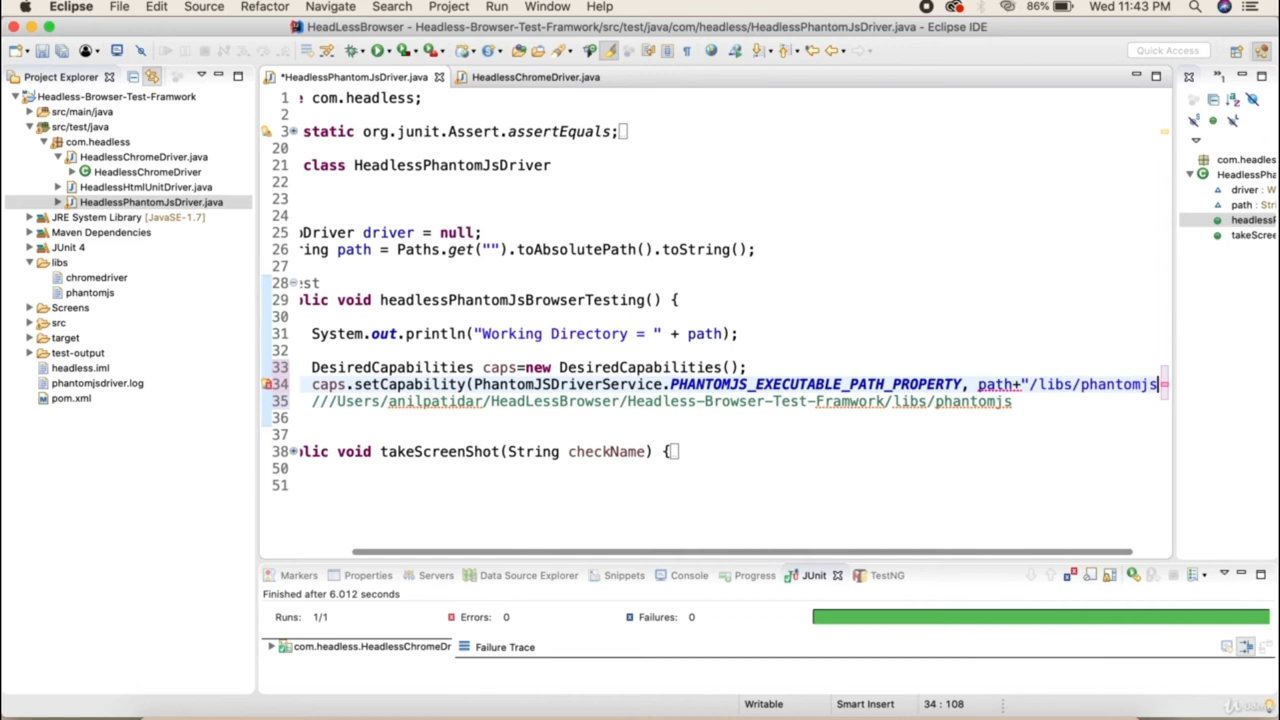 Eclipse File Edit Source Refactor Navigate Search Project Run Window Help 86% Wed 11:43 PM
HeadLessBrowser - Headless-Browser-Test-Framwork/src/test/java/com/headless/HeadlessPhantomJsDriver.java - Eclipse IDE
Quick Access
Project Explorer
*HeadlessPhantomJsDriver.java HeadlessChromeDriver.java
Headless-Browser-Test-Framwork
src/main/java
src/test/java
com.headless
HeadlessChromeDriver.java
HeadlessChromeDriver
HeadlessHtmlUnitDriver.java
HeadlessPhantomJsDriver.java
JRE System Library [JavaSE-1.7]
Maven Dependencies
JUnit 4
libs
chromedriver
phantomjs
Screens
src
target
test-output
headless.iml
phantomjsdriver.log
pom.xml
1 com.headless;
2
3 static org.junit.Assert.assertEquals;
20
21 class HeadlessPhantomJsDriver
22
23
24
25 oDriver driver = null;
26 ring path = Paths.get("").toAbsolutePath().toString();
27
28 est
29 blic void headlessPhantomJsBrowserTesting() {
30
31 System.out.println("Working Directory = " + path);
32
33 DesiredCapabilities caps=new DesiredCapabilities();
34 caps.setCapability(PhantomJSDriverService.PHANTOMJS_EXECUTABLE_PATH_PROPERTY, path+"/libs/phantomjs
35 ///Users/anilpatidar/HeadLessBrowser/Headless-Browser-Test-Framwork/libs/phantomjs
36
37
38 blic void takeScreenShot(String checkName) {
50
51
com.headless
HeadlessPha
driver : W
path : Stri
headlessF
takeScree
Markers Properties Servers Data Source Explorer Snippets Console Progress JUnit TestNG
Finished after 6.012 seconds
Runs: 1/1 Errors: 0 Failures: 0
com.headless.HeadlessChromeDr Failure Trace
Writable Smart Insert 34 : 108